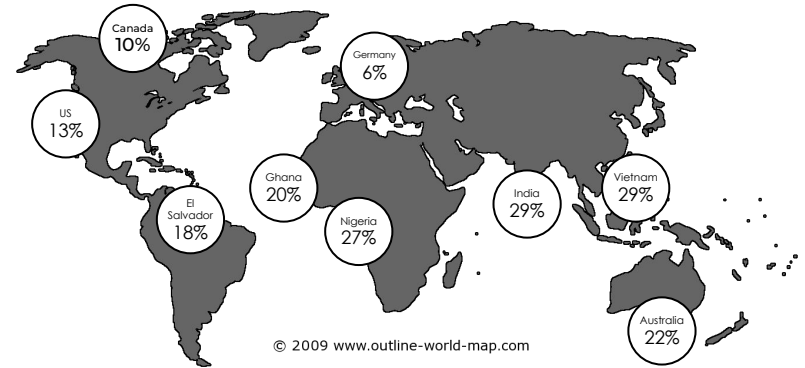 Canada
10%
Germany
6%
US
13%
Ghana
20%
India
29%
Vietnam
29%
El
Salvador
18%
Nigeria
27%
Australia
22%
© 2009 www.outline-world-map.com